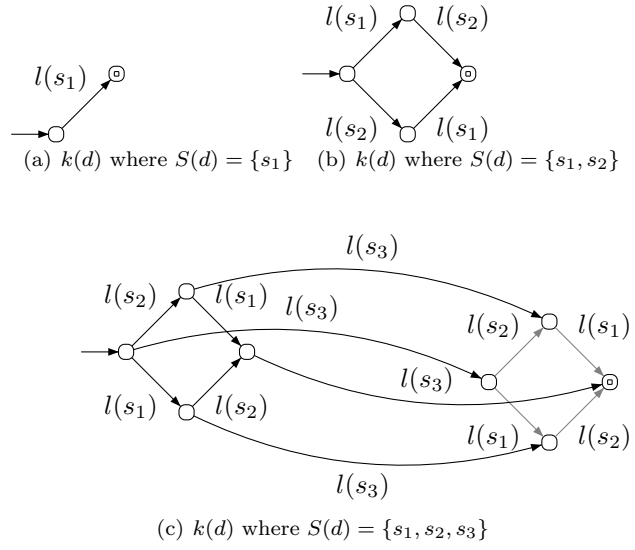 l(s₁)
l(s₁)
l(s₂)
l(s₂)
l(s₁)
(a) k(d) where S(d) = {s₁}
(b) k(d) where S(d) = {s₁, s₂}
l(s₃)
l(s₂)
l(s₁)
l(s₃)
l(s₂)
l(s₁)
l(s₃)
l(s₁)
l(s₂)
l(s₁)
l(s₂)
l(s₃)
(c) k(d) where S(d) = {s₁, s₂, s₃}